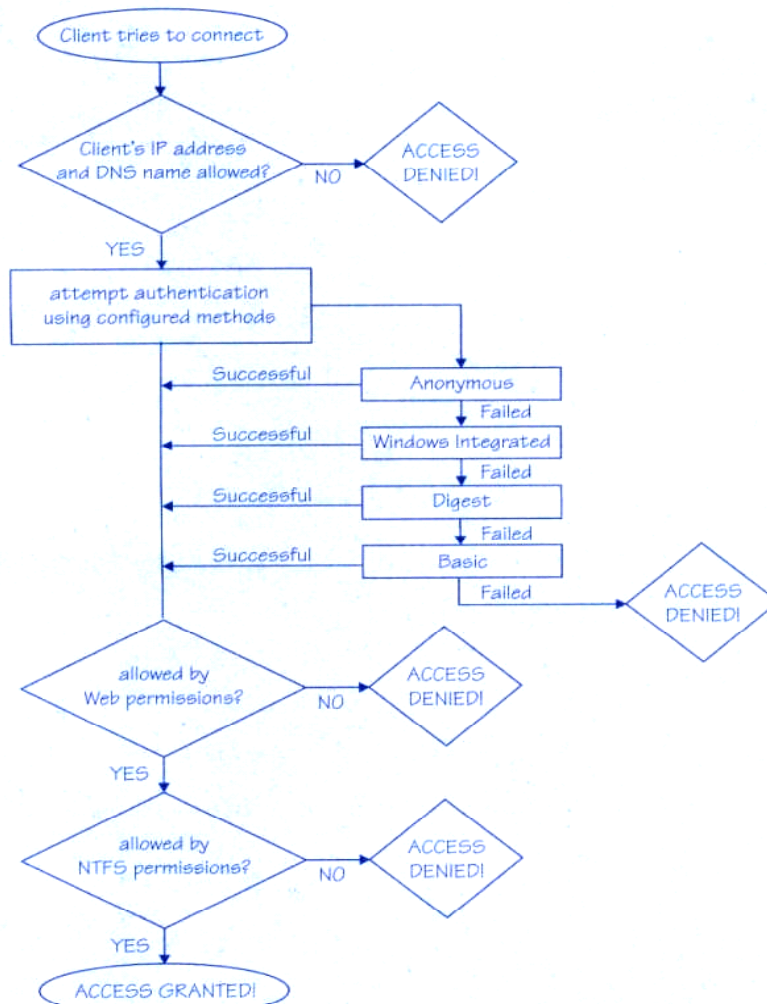 Client tries to connect
Client's IP address
and DNS name allowed?
NO
ACCESS
DENIED!
YES
attempt authentication
using configured methods
Successful
Anonymous
Failed
Successful
Windows Integrated
Failed
Successful
Digest
Failed
Successful
Basic
Failed
ACCESS
DENIED!
allowed by
Web permissions?
NO
ACCESS
DENIED!
YES
allowed by
NTFS permissions?
NO
ACCESS
DENIED!
YES
ACCESS GRANTED!